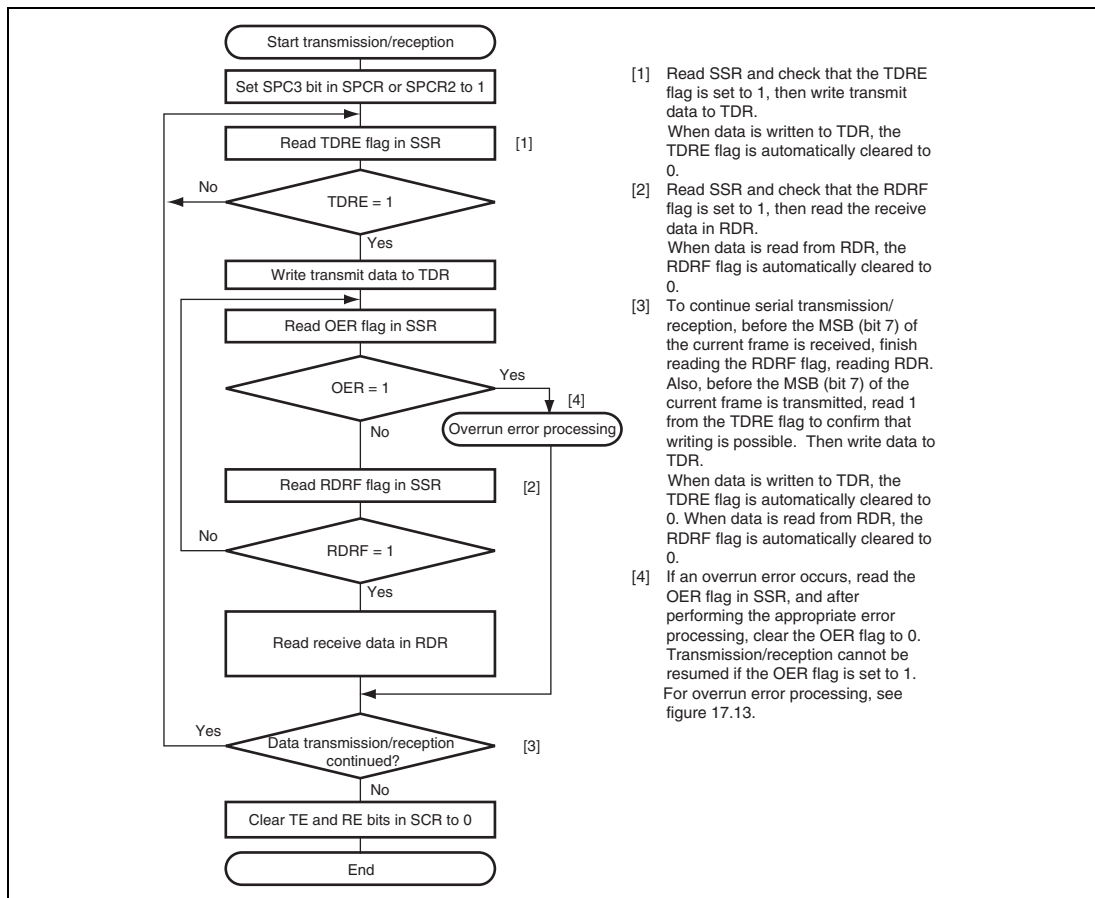 Start transmission/reception
Set SPC3 bit in SPCR or SPCR2 to 1
Read TDRE flag in SSR
[1]
No
TDRE = 1
Yes
Write transmit data to TDR
Read OER flag in SSR
Yes
OER = 1
[4]
No
Overrun error processing
Read RDRF flag in SSR
[2]
No
RDRF = 1
Yes
Read receive data in RDR
Yes
Data transmission/reception
continued?
[3]
No
Clear TE and RE bits in SCR to 0
End
[1] Read SSR and check that the TDRE
flag is set to 1, then write transmit
data to TDR.
When data is written to TDR, the
TDRE flag is automatically cleared to
0.
[2] Read SSR and check that the RDRF
flag is set to 1, then read the receive
data in RDR.
When data is read from RDR, the
RDRF flag is automatically cleared to
0.
[3] To continue serial transmission/
reception, before the MSB (bit 7) of
the current frame is received, finish
reading the RDRF flag, reading RDR.
Also, before the MSB (bit 7) of the
current frame is transmitted, read 1
from the TDRE flag to confirm that
writing is possible. Then write data to
TDR.
When data is written to TDR, the
TDRE flag is automatically cleared to
0. When data is read from RDR, the
RDRF flag is automatically cleared to
0.
[4] If an overrun error occurs, read the
OER flag in SSR, and after
performing the appropriate error
processing, clear the OER flag to 0.
Transmission/reception cannot be
resumed if the OER flag is set to 1.
For overrun error processing, see
figure 17.13.